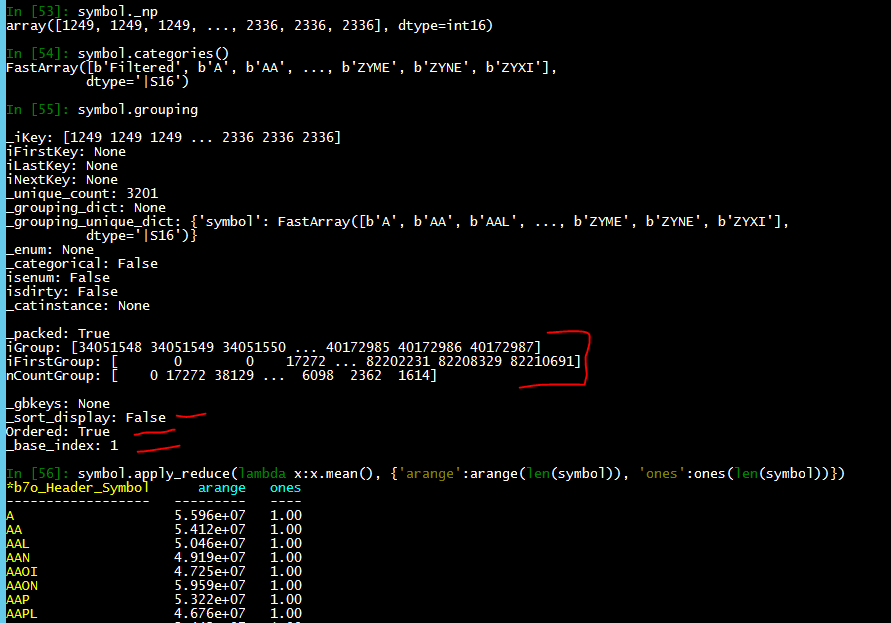 In [53]: symbol._np
array([1249, 1249, 1249, ..., 2336, 2336, 2336], dtype=int16)
In [54]: symbol.categories()
FastArray([b'Filtered', b'A', b'AA', ..., b'ZYME', b'ZYNE', b'ZYXI'],
dtype='|S16')
In [55]: symbol.grouping
_iKey: [1249 1249 1249 ... 2336 2336 2336]
iFirstKey: None
iLastKey: None
iNextKey: None
_unique_count: 3201
_grouping_dict: None
_grouping_unique_dict: {'symbol': FastArray([b'A', b'AA', b'AAL', ..., b'ZYME', b'ZYNE', b'ZYXI'],
dtype='|S16')}
_enum: None
_categorical: False
isenum: False
isdirty: False
_catinstance: None
_packed: True
iGroup: [34051548 34051549 34051550 ... 40172985 40172986 40172987]
iFirstGroup: [ 0 0 17272 ... 82202231 82208329 82210691]
nCountGroup: [ 0 17272 38129 ... 6098 2362 1614]
_gbkeys: None
_sort_display: False
Ordered: True
_base_index: 1
In [56]: symbol.apply_reduce(lambda x:x.mean(), {'arange':arange(len(symbol)), 'ones':ones(len(symbol))})
*b7o_Header_Symbol arange ones
------------------ --------- ----
A 5.596e+07 1.00
AA 5.412e+07 1.00
AAL 5.046e+07 1.00
AAN 4.919e+07 1.00
AAOI 4.725e+07 1.00
AAON 5.959e+07 1.00
AAP 5.322e+07 1.00
AAPL 4.676e+07 1.00